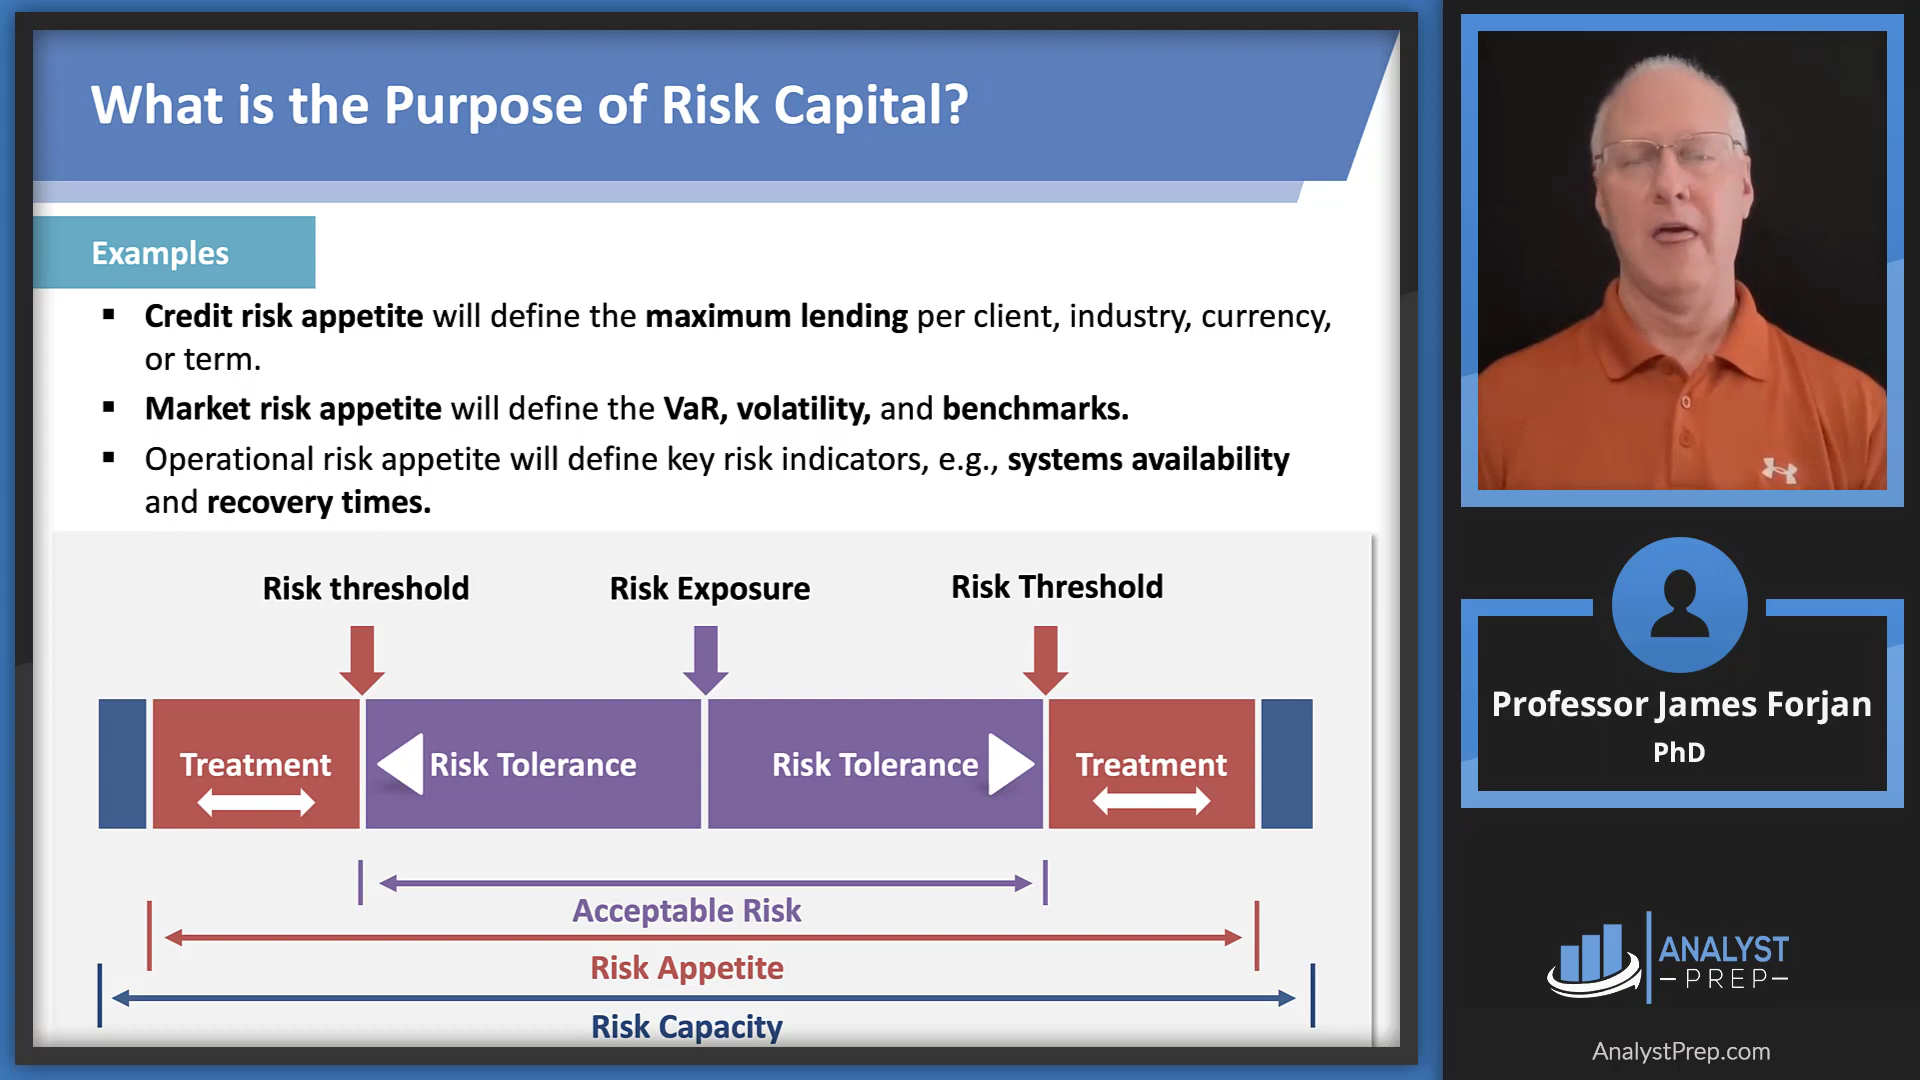 What is the Purpose of Risk Capital?
Examples
▪ Credit risk appetite will define the maximum lending per client, industry, currency,
or term.
▪ Market risk appetite will define the VaR, volatility, and benchmarks.
▪ Operational risk appetite will define key risk indicators, e.g., systems availability
and recovery times.
Risk threshold
Risk Exposure
Risk Threshold
Treatment
Risk Tolerance
Risk Tolerance
Treatment
Acceptable Risk
Risk Appetite
Risk Capacity
Professor James Forjan
PhD
ANALYST
PREP
AnalystPrep.com